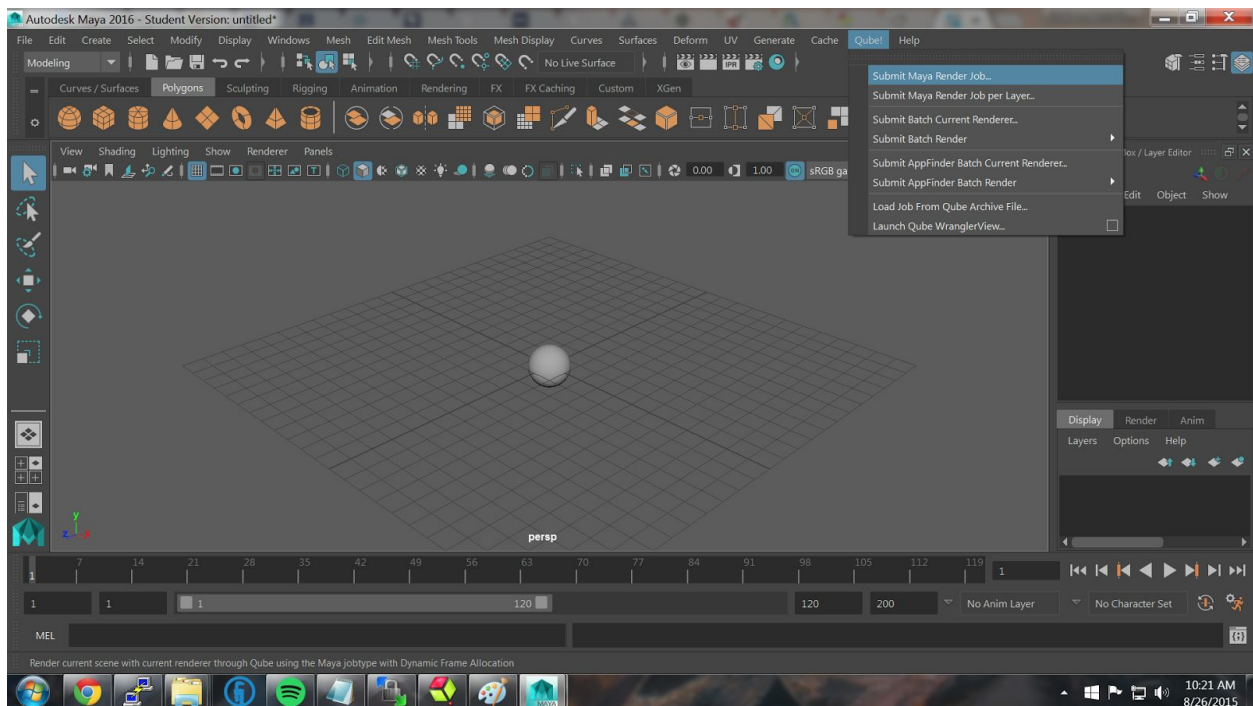 Autodesk Maya 2016 - Student Version: untitled*
File Edit Create Select Modify Display Windows Mesh Edit Mesh Mesh Tools Mesh Display Curves Surfaces Deform UV Generate Cache Qube! Help
Modeling No Live Surface IPR
Submit Maya Render Job...
Submit Maya Render Job per Layer...
Submit Batch Current Renderer...
Submit Batch Render
Submit AppFinder Batch Current Renderer...
Submit AppFinder Batch Render
Load Job From Qube Archive File...
Launch Qube WranglerView...
Curves / Surfaces Polygons Sculpting Rigging Animation Rendering FX FX Caching Custom XGen
View Shading Lighting Show Renderer Panels
0.00 1.00 sRGB ga
ox / Layer Editor
Edit Object Show
persp
y
z x
Display Render Anim
Layers Options Help
7 14 21 28 35 42 49 56 63 70 77 84 91 98 105 112 119
1 1
1 1 1 120 120 200 No Anim Layer No Character Set
MEL
Render current scene with current renderer through Qube using the Maya jobtype with Dynamic Frame Allocation
MAYA
10:21 AM
8/26/2015